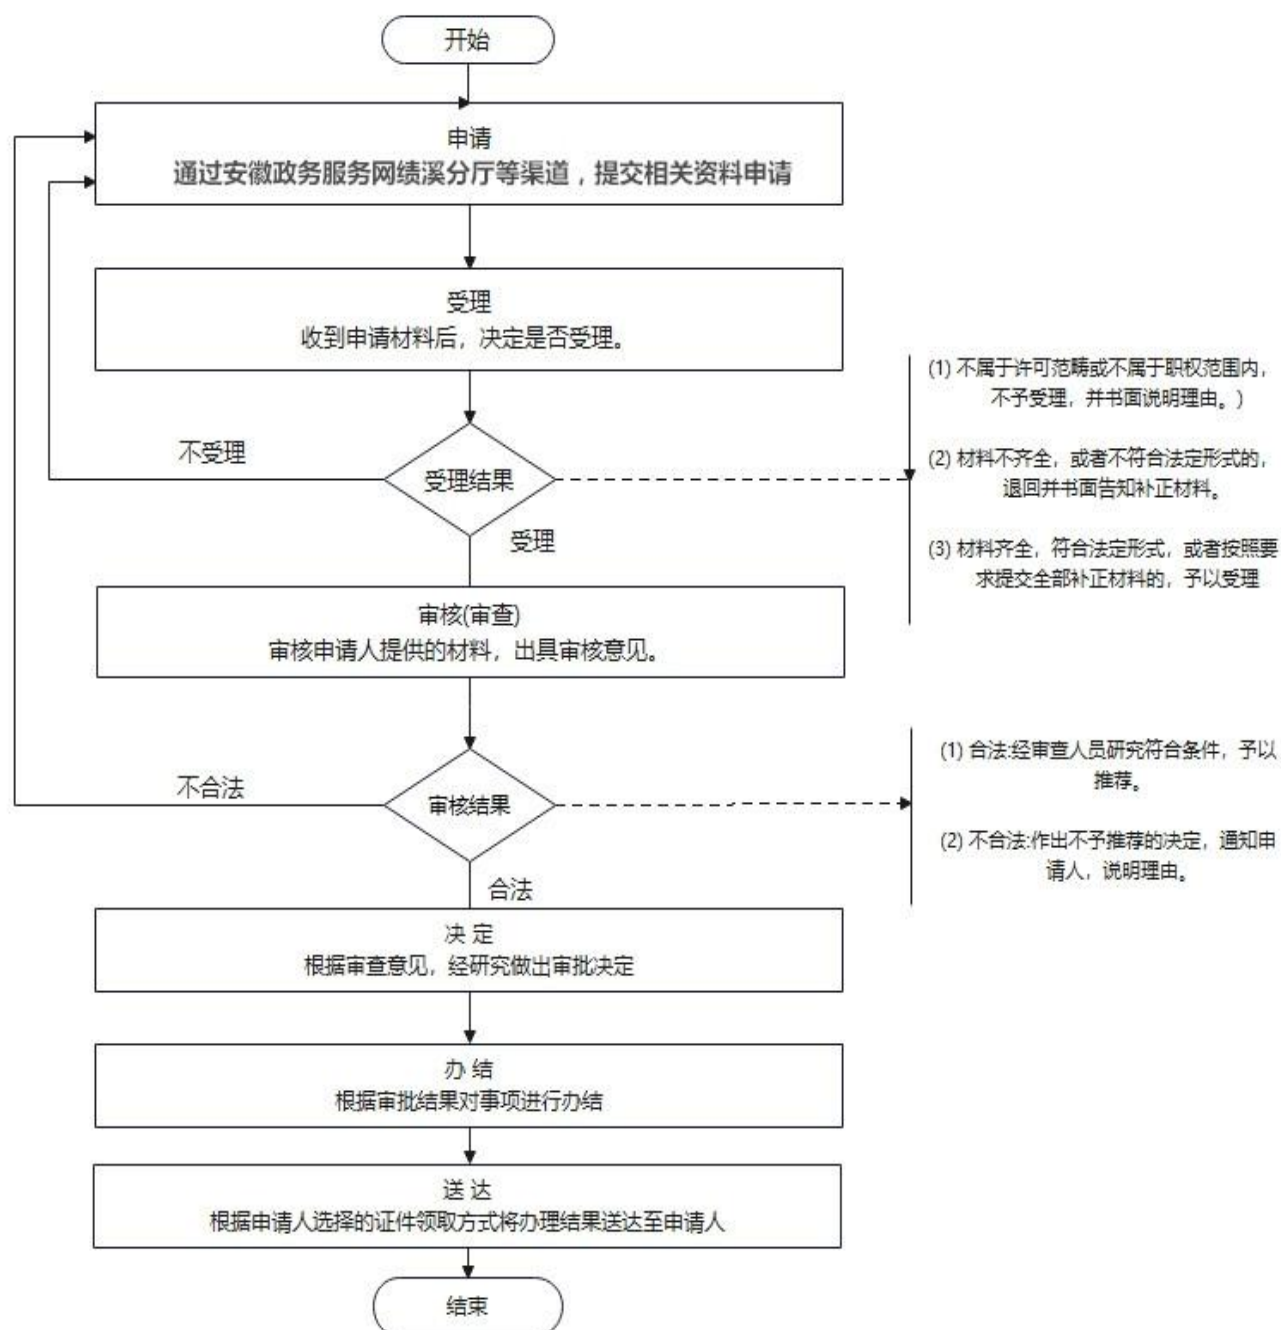 开始
申请
通过安徽政务服务网绩溪分厅等渠道，提交相关资料申请
受理
收到申请材料后，决定是否受理。
(1) 不属于许可范畴或不属于职权范围内，
不予受理，并书面说明理由。)
不受理
受理结果
(2) 材料不齐全，或者不符合法定形式的，
退回并书面告知补正材料。
受理
(3) 材料齐全，符合法定形式，或者按照要
求提交全部补正材料的，予以受理
审核(审查)
审核申请人提供的材料，出具审核意见。
不合法
审核结果
(1) 合法:经审查人员研究符合条件，予以
推荐。
(2) 不合法:作出不予推荐的决定，通知申
请人，说明理由。
合法
决 定
根据审查意见，经研究做出审批决定
办 结
根据审批结果对事项进行办结
送 达
根据申请人选择的证件领取方式将办理结果送达至申请人
结束